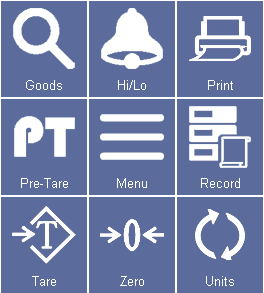 Goods
Hi/Lo
Print
PT
Pre-Tare
Menu
Record
T
0
Tare
Zero
Units